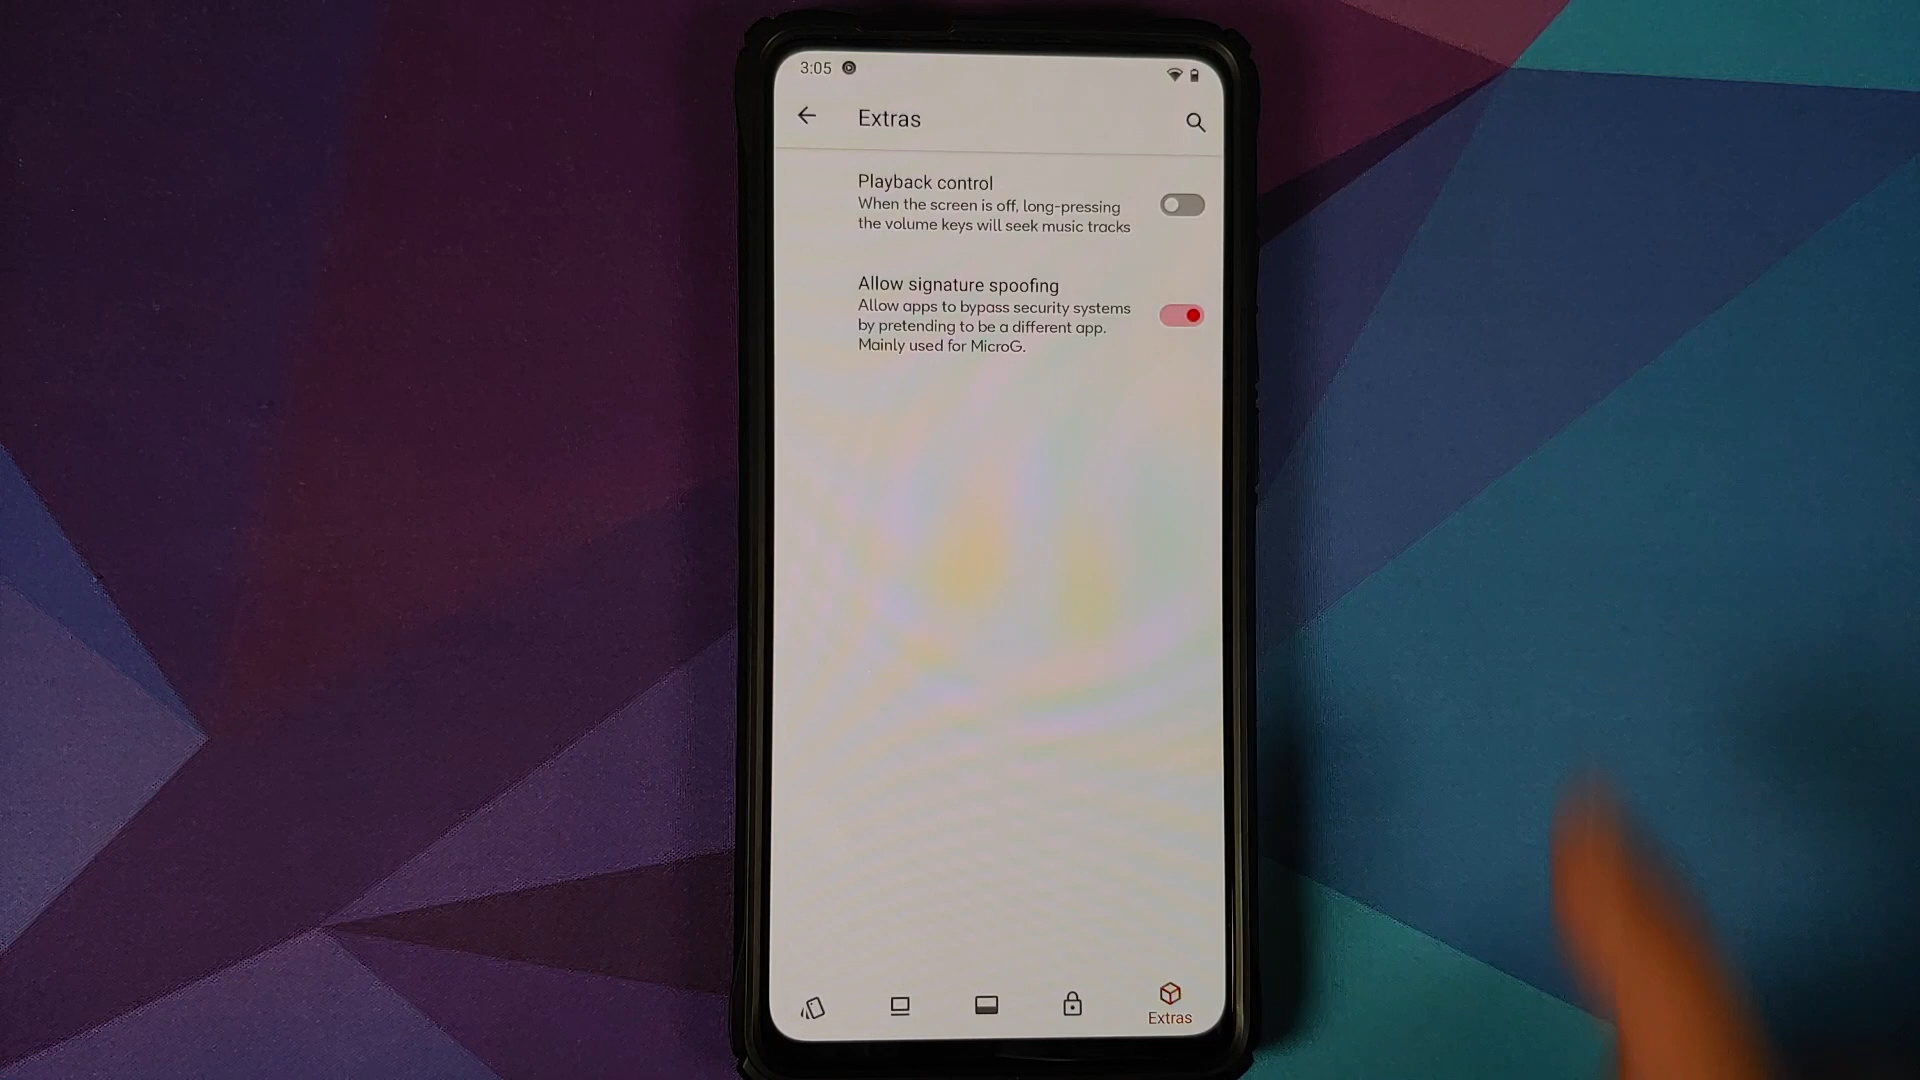 3:05
Extras
Playback control
When the screen is off, long-pressing
the volume keys will seek music tracks
Allow signature spoofing
Allow apps to bypass security systems
by pretending to be a different app.
Mainly used for MicroG.
Extras